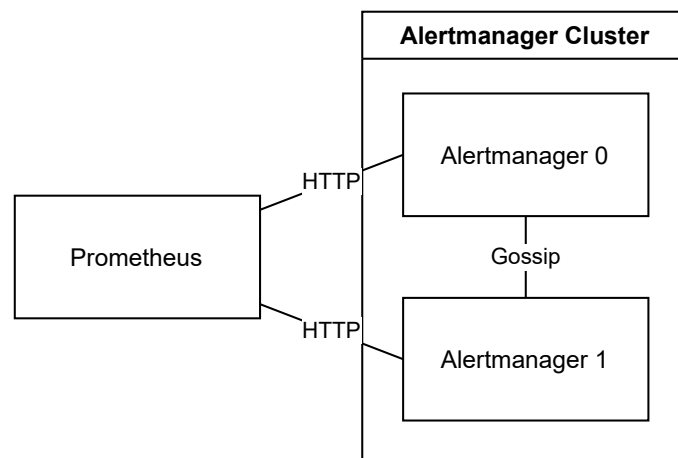 Alertmanager Cluster
Alertmanager 0
HTTP
Prometheus
Gossip
HTTP
Alertmanager 1